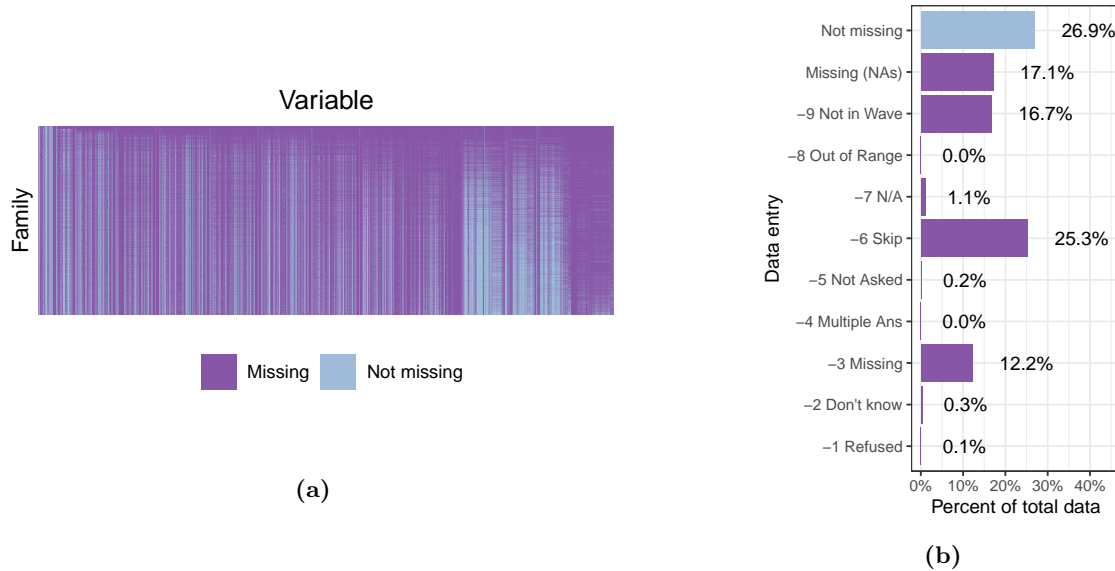 Variable
Family
Missing
Not missing
(a)
Data entry
Not missing
26.9%
Missing (NAs)
17.1%
−9 Not in Wave
16.7%
−8 Out of Range
0.0%
−7 N/A
1.1%
−6 Skip
25.3%
−5 Not Asked
0.2%
−4 Multiple Ans
0.0%
−3 Missing
12.2%
−2 Don't know
0.3%
−1 Refused
0.1%
0% 10% 20% 30% 40%
Percent of total data
(b)